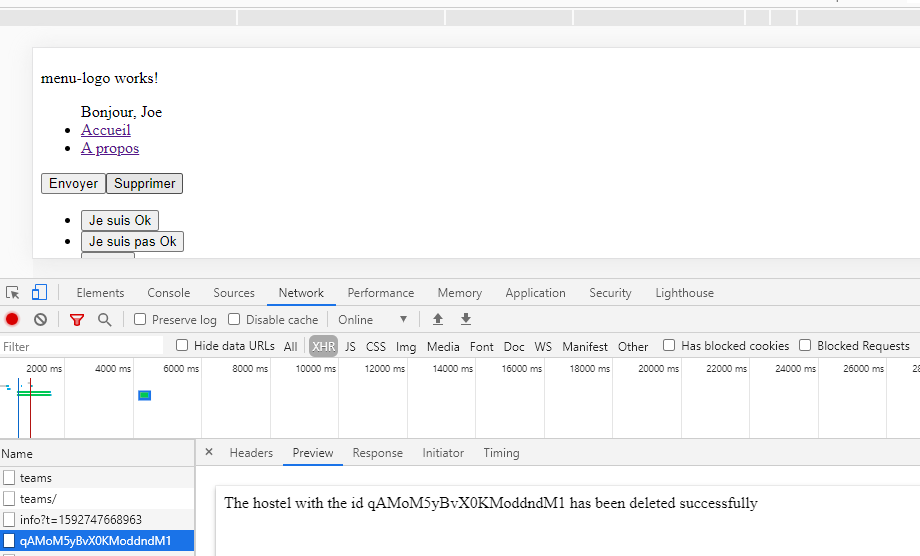 menu-logo works!
Bonjour, Joe
Accueil
A propos
Envoyer Supprimer
Je suis Ok
Je suis pas Ok
Elements Console Sources Network Performance Memory Application Security Lighthouse
Preserve log Disable cache Online
Filter Hide data URLs All XHR JS CSS Img Media Font Doc WS Manifest Other Has blocked cookies Blocked Requests
2000 ms 4000 ms 6000 ms 8000 ms 10000 ms 12000 ms 14000 ms 16000 ms 18000 ms 20000 ms 22000 ms 24000 ms 26000 ms
Name × Headers Preview Response Initiator Timing
teams
teams/
info?t=1592747668963
qAMoM5yBvX0KModdndM1
The hostel with the id qAMoM5yBvX0KModdndM1 has been deleted successfully